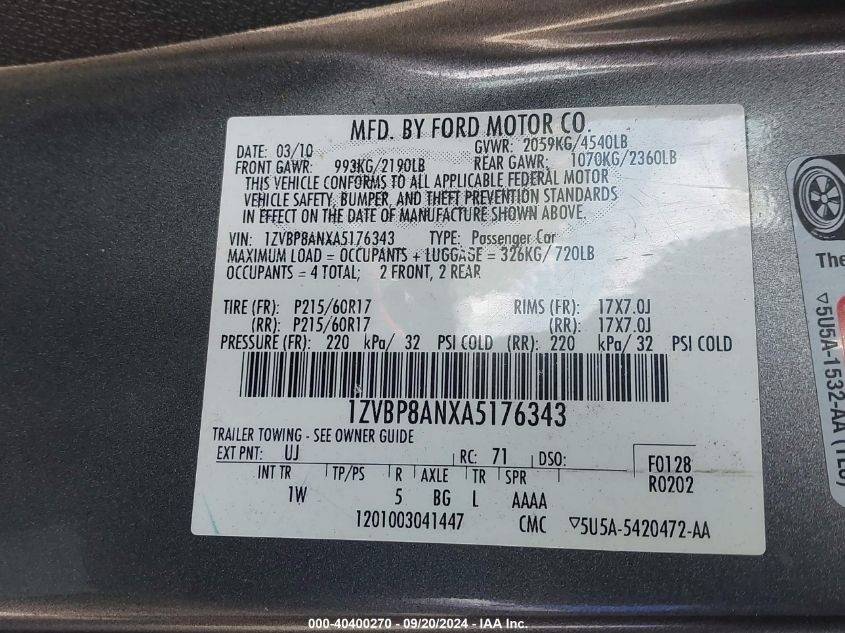 MFD. BY FORD MOTOR CO.
DATE: 03/10 GVWR: 2059KG/4540LB
FRONT GAWR: 993KG/2190LB REAR GAWR: 1070KG/2360LB
THIS VEHICLE CONFORMS TO ALL APPLICABLE FEDERAL MOTOR
VEHICLE SAFETY, BUMPER, AND THEFT PREVENTION STANDARDS
IN EFFECT ON THE DATE OF MANUFACTURE SHOWN ABOVE.
VIN: 1ZVBP8ANXA5176343 TYPE: Passenger Car
MAXIMUM LOAD = OCCUPANTS + LUGGAGE = 326KG/720LB
OCCUPANTS = 4 TOTAL; 2 FRONT, 2 REAR
TIRE (FR): P215/60R17 RIMS (FR): 17X7.0J
(RR): P215/60R17 (RR): 17X7.0J
PRESSURE (FR): 220 kPa/ 32 PSI COLD (RR): 220 kPa/ 32 PSI COLD
1ZVBP8ANXA5176343
TRAILER TOWING - SEE OWNER GUIDE
EXT PNT: UJ RC: 71 DSO: F0128
R0202
INT TR TP/PS R AXLE TR SPR
1W 5 BG L AAAA
1201003041447 CMC ▽5U5A-5420472-AA
The
▽5U5A-1532-AA (TEO)
000-40400270 - 09/20/2024 - IAA Inc.